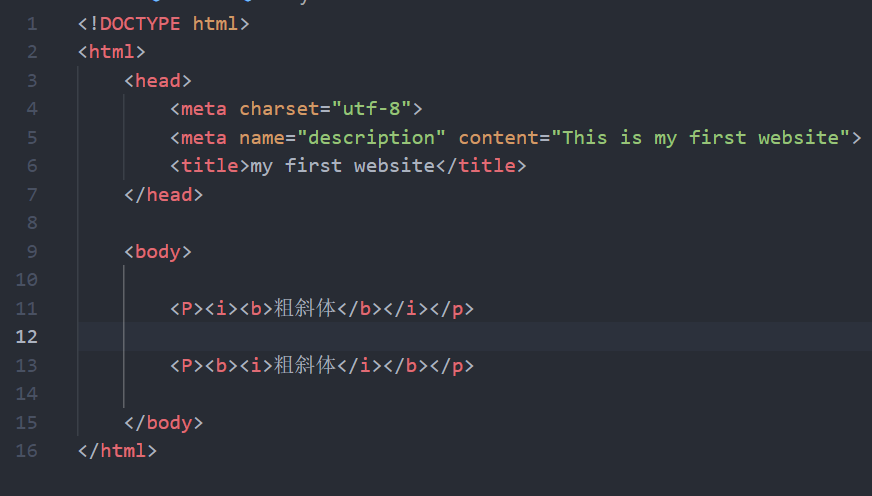 1 <!DOCTYPE html>
2 <html>
3 <head>
4 <meta charset="utf-8">
5 <meta name="description" content="This is my first website">
6 <title>my first website</title>
7 </head>
8
9 <body>
10
11 <P><i><b>粗斜体</b></i></p>
12
13 <P><b><i>粗斜体</i></b></p>
14
15 </body>
16 </html>